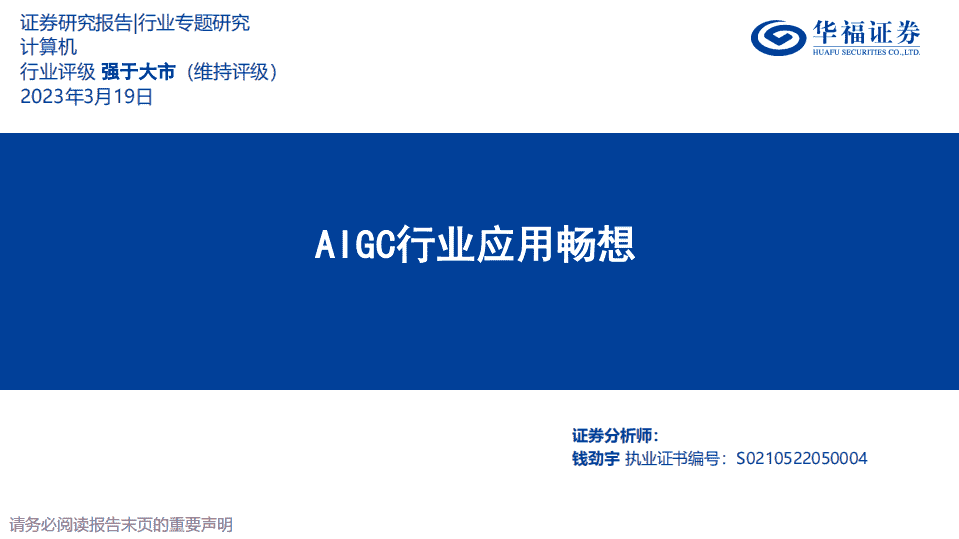 证券研究报告|行业专题研究
计算机
行业评级 强于大市（维持评级）
2023年3月19日
华福证券
HUAFU SECURITIES CO.,LTD.
AIGC行业应用畅想
证券分析师：
钱劲宇 执业证书编号：S0210522050004
请务必阅读报告末页的重要声明